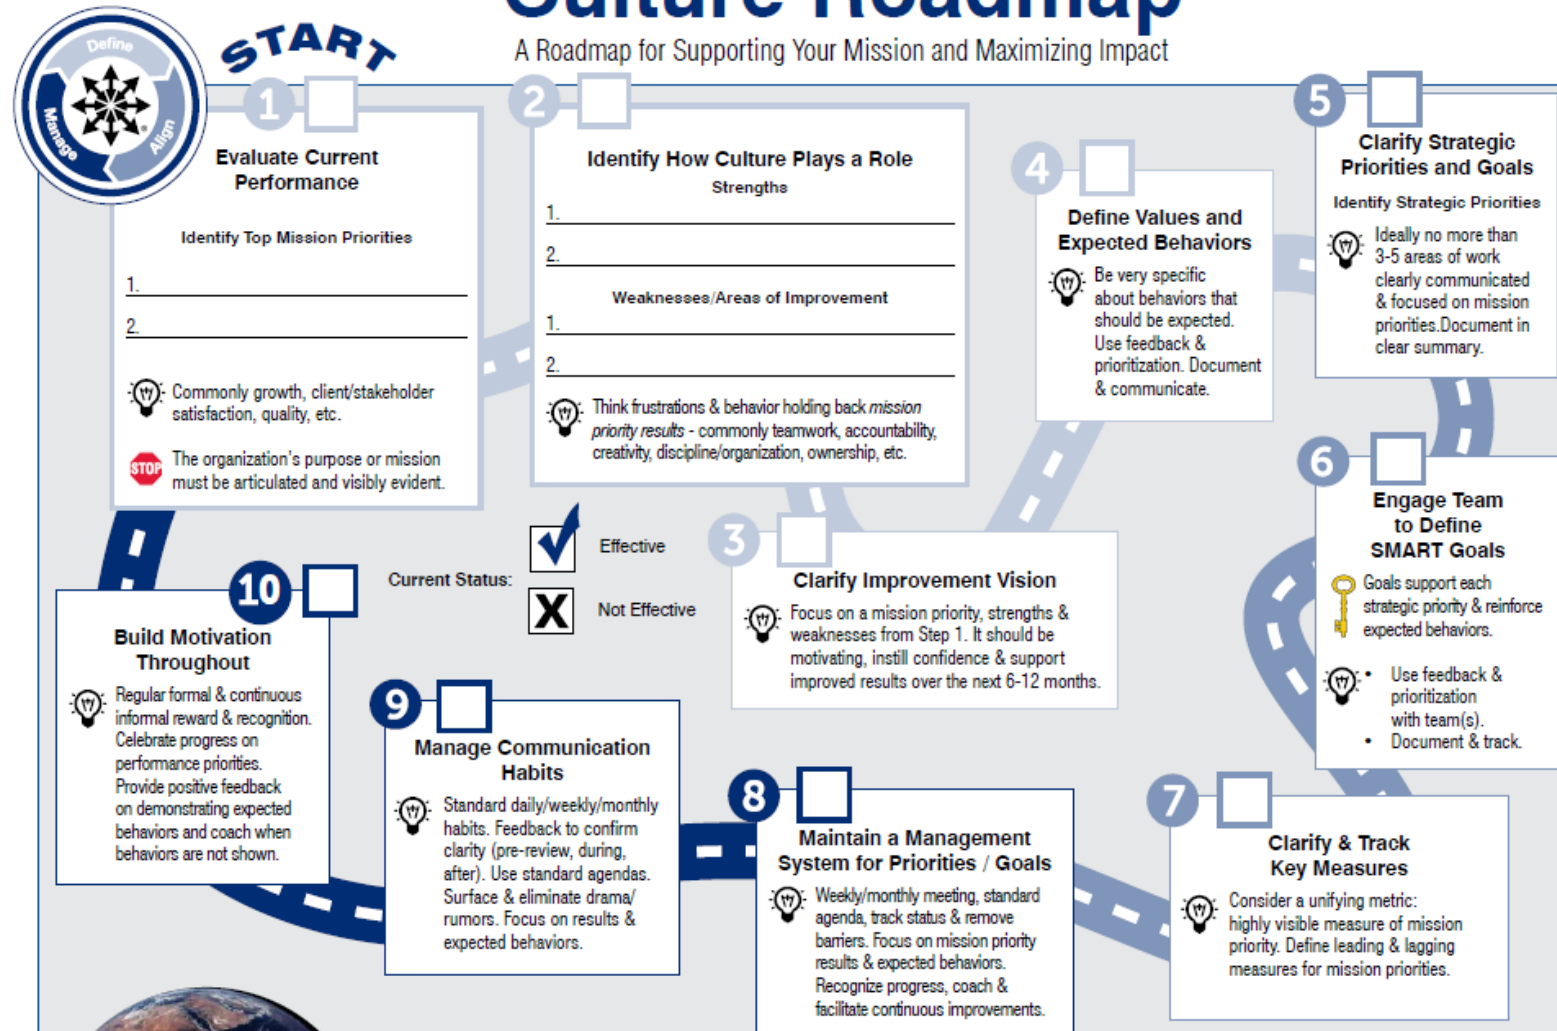 Culture Roadmap
A Roadmap for Supporting Your Mission and Maximizing Impact
Define
Align
Manage
START
1
Evaluate Current
Performance
Identify Top Mission Priorities
1.
2.
Commonly growth, client/stakeholder
satisfaction, quality, etc.
STOP
The organization's purpose or mission
must be articulated and visibly evident.
2
Identify How Culture Plays a Role
Strengths
1.
2.
Weaknesses/Areas of Improvement
1.
2.
Think frustrations & behavior holding back mission
priority results - commonly teamwork, accountability,
creativity, discipline/organization, ownership, etc.
3
Clarify Improvement Vision
Focus on a mission priority, strengths &
weaknesses from Step 1. It should be
motivating, instill confidence & support
improved results over the next 6-12 months.
4
Define Values and
Expected Behaviors
Be very specific
about behaviors that
should be expected.
Use feedback &
prioritization. Document
& communicate.
5
Clarify Strategic
Priorities and Goals
Identify Strategic Priorities
Ideally no more than
3-5 areas of work
clearly communicated
& focused on mission
priorities.Document in
clear summary.
6
Engage Team
to Define
SMART Goals
Goals support each
strategic priority & reinforce
expected behaviors.
• Use feedback &
prioritization
with team(s).
• Document & track.
7
Clarify & Track
Key Measures
Consider a unifying metric:
highly visible measure of mission
priority. Define leading & lagging
measures for mission priorities.
8
Maintain a Management
System for Priorities / Goals
Weekly/monthly meeting, standard
agenda, track status & remove
barriers. Focus on mission priority
results & expected behaviors.
Recognize progress, coach &
facilitate continuous improvements.
9
Manage Communication
Habits
Standard daily/weekly/monthly
habits. Feedback to confirm
clarity (pre-review, during,
after). Use standard agendas.
Surface & eliminate drama/
rumors. Focus on results &
expected behaviors.
10
Build Motivation
Throughout
Regular formal & continuous
informal reward & recognition.
Celebrate progress on
performance priorities.
Provide positive feedback
on demonstrating expected
behaviors and coach when
behaviors are not shown.
Current Status:
Effective
X
Not Effective